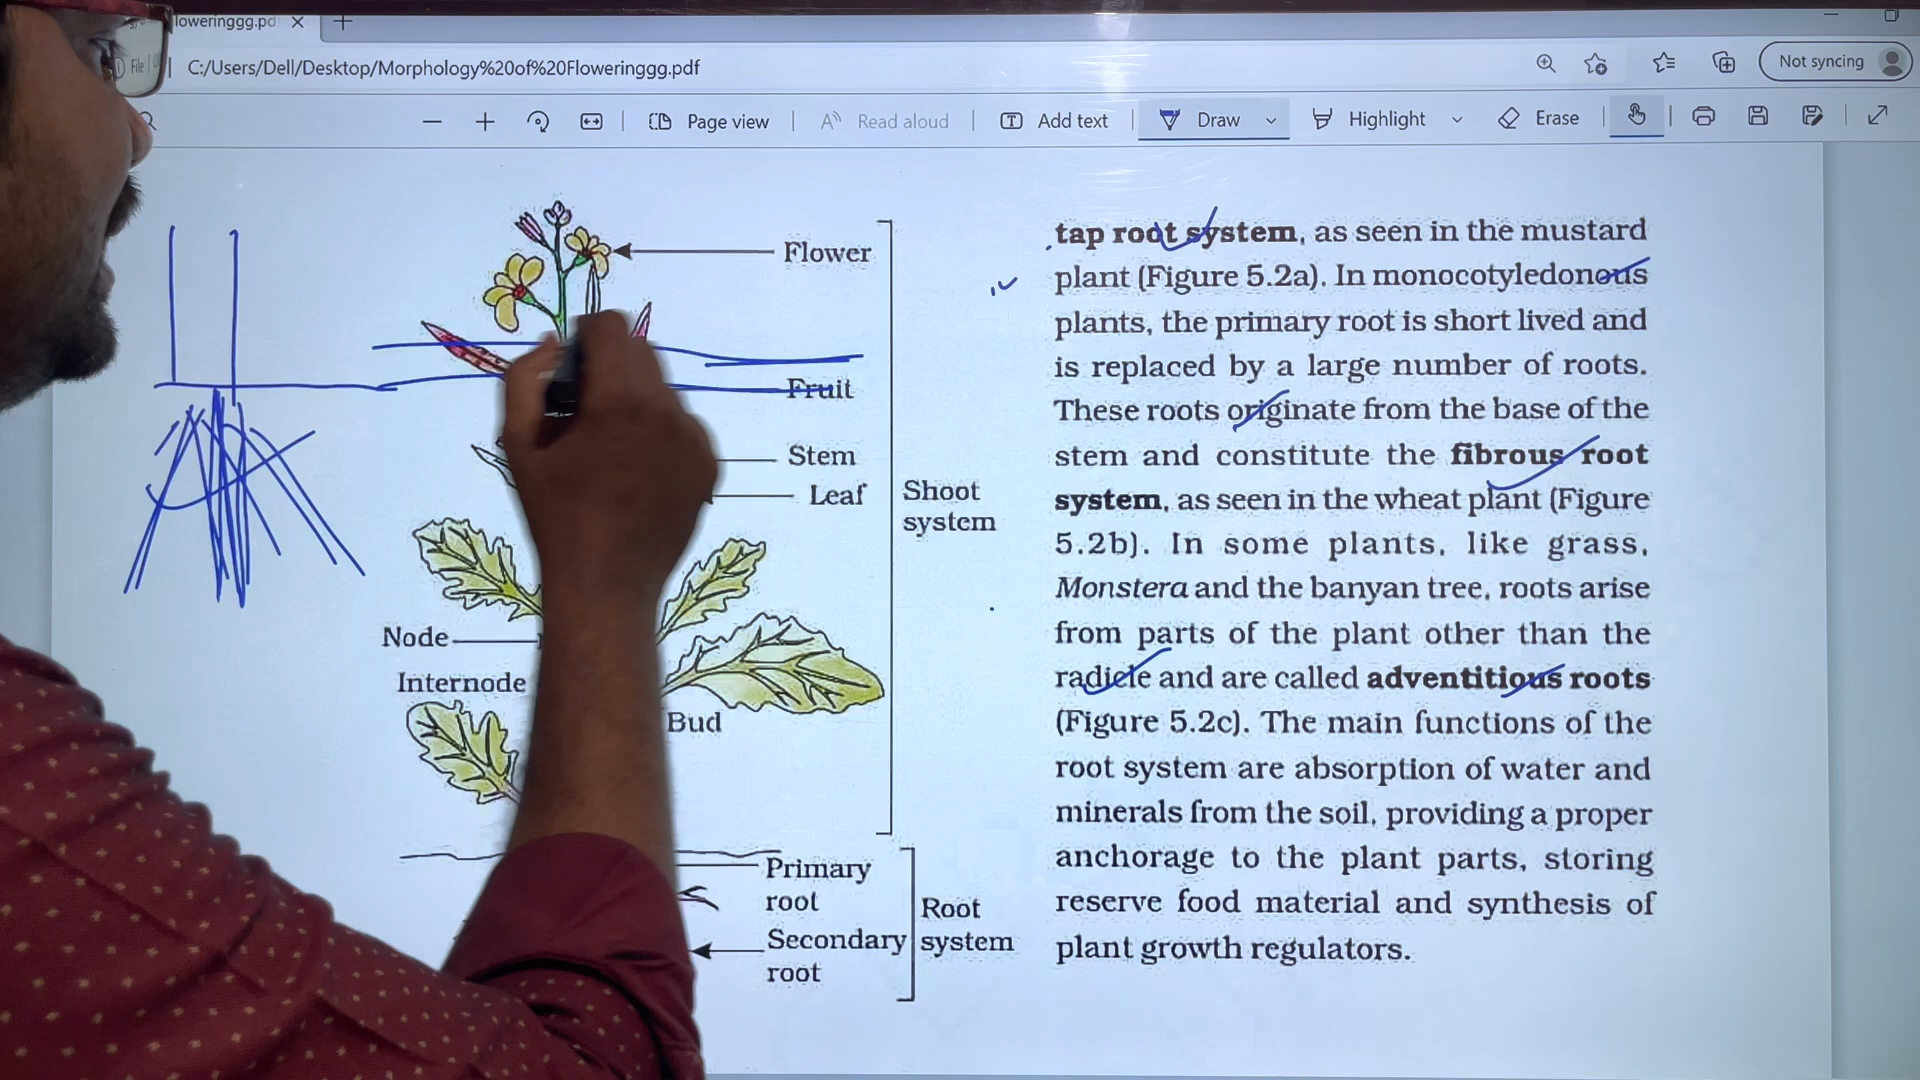 loweringgg.pd
File
C:/Users/Dell/Desktop/Morphology%20of%20Floweringgg.pdf
Not syncing
Page view
Read aloud
Add text
Draw
Highlight
Erase
Flower
Fruit
Stem
Leaf
Shoot
system
Node
Internode
Bud
Primary
root
Secondary
root
Root
system
tap root system, as seen in the mustard
plant (Figure 5.2a). In monocotyledonous
plants, the primary root is short lived and
is replaced by a large number of roots.
These roots originate from the base of the
stem and constitute the fibrous root
system, as seen in the wheat plant (Figure
5.2b). In some plants, like grass,
Monstera and the banyan tree, roots arise
from parts of the plant other than the
radicle and are called adventitious roots
(Figure 5.2c). The main functions of the
root system are absorption of water and
minerals from the soil, providing a proper
anchorage to the plant parts, storing
reserve food material and synthesis of
plant growth regulators.